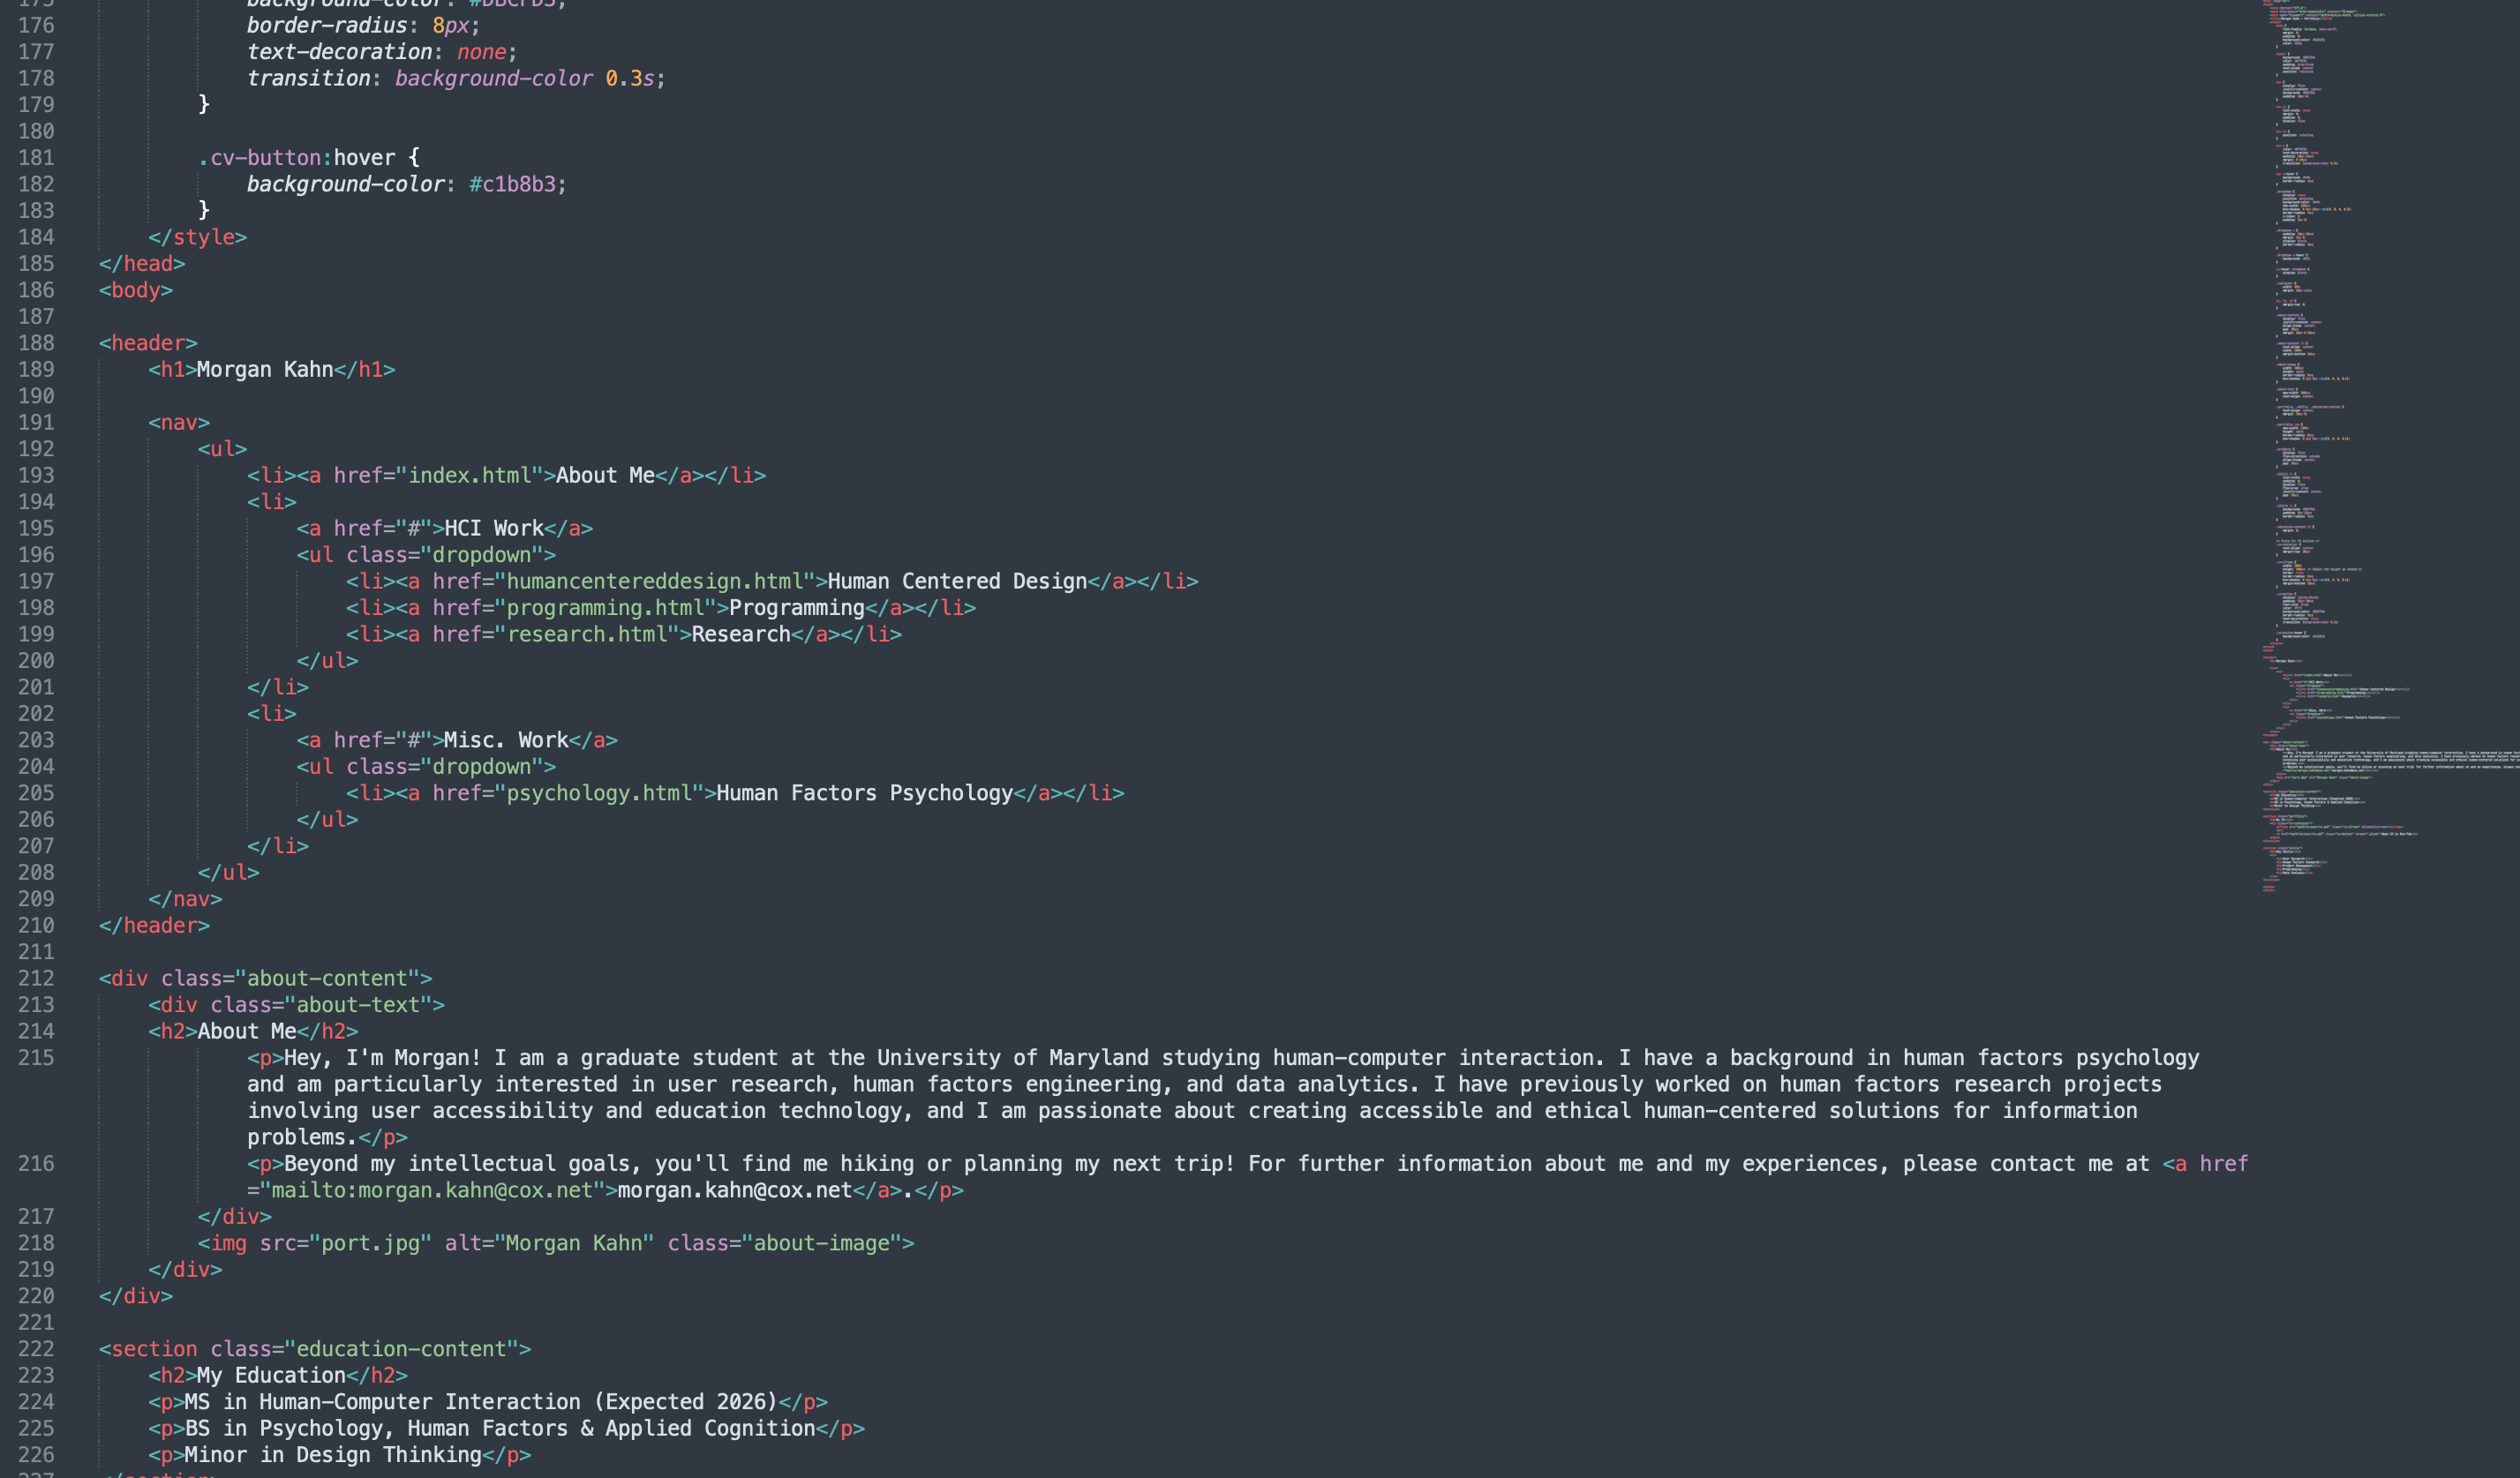 175 background-color: #DBCFD3;
176 border-radius: 8px;
177 text-decoration: none;
178 transition: background-color 0.3s;
179 }
180
181 .cv-button:hover {
182 background-color: #c1b8b3;
183 }
184 </style>
185 </head>
186 <body>
187
188 <header>
189 <h1>Morgan Kahn</h1>
190
191 <nav>
192 <ul>
193 <li><a href="index.html">About Me</a></li>
194 <li>
195 <a href="#">HCI Work</a>
196 <ul class="dropdown">
197 <li><a href="humancentereddesign.html">Human Centered Design</a></li>
198 <li><a href="programming.html">Programming</a></li>
199 <li><a href="research.html">Research</a></li>
200 </ul>
201 </li>
202 <li>
203 <a href="#">Misc. Work</a>
204 <ul class="dropdown">
205 <li><a href="psychology.html">Human Factors Psychology</a></li>
206 </ul>
207 </li>
208 </ul>
209 </nav>
210 </header>
211
212 <div class="about-content">
213 <div class="about-text">
214 <h2>About Me</h2>
215 <p>Hey, I'm Morgan! I am a graduate student at the University of Maryland studying human-computer interaction. I have a background in human factors psychology
and am particularly interested in user research, human factors engineering, and data analytics. I have previously worked on human factors research projects
involving user accessibility and education technology, and I am passionate about creating accessible and ethical human-centered solutions for information
problems.</p>
216 <p>Beyond my intellectual goals, you'll find me hiking or planning my next trip! For further information about me and my experiences, please contact me at <a href
="mailto:morgan.kahn@cox.net">morgan.kahn@cox.net</a>.</p>
217 </div>
218 <img src="port.jpg" alt="Morgan Kahn" class="about-image">
219 </div>
220 </div>
221
222 <section class="education-content">
223 <h2>My Education</h2>
224 <p>MS in Human-Computer Interaction (Expected 2026)</p>
225 <p>BS in Psychology, Human Factors & Applied Cognition</p>
226 <p>Minor in Design Thinking</p>
227 </section>